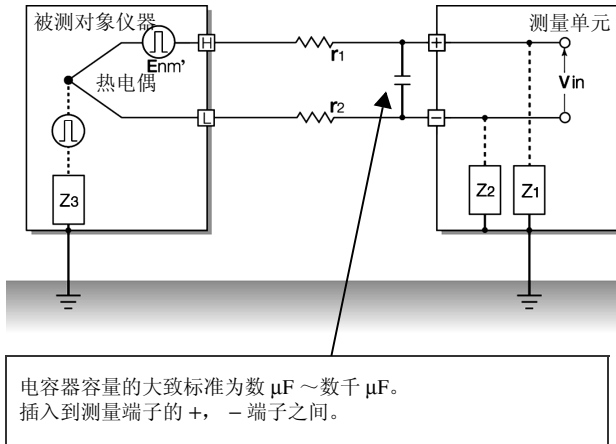 被测对象仪器
测量单元
H
+
Enm'
r1
Vin
热电偶
L
r2
−
Z3
Z2
Z1
电容器容量的大致标准为数 µF ～数千 µF。
插入到测量端子的 +， − 端子之间。